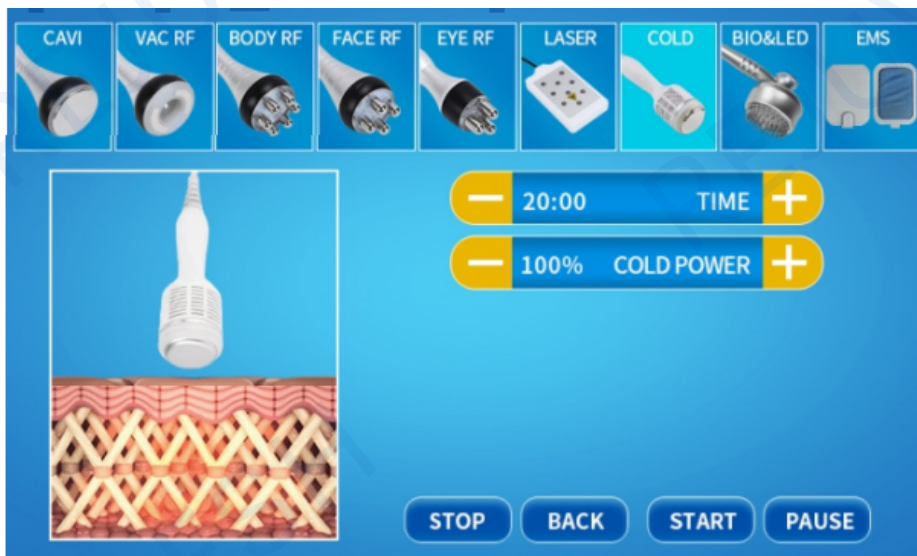 CAVI
VAC RF
BODY RF
FACE RF
EYE RF
LASER
COLD
BIO&LED
EMS
20:00 TIME
100% COLD POWER
STOP
BACK
START
PAUSE